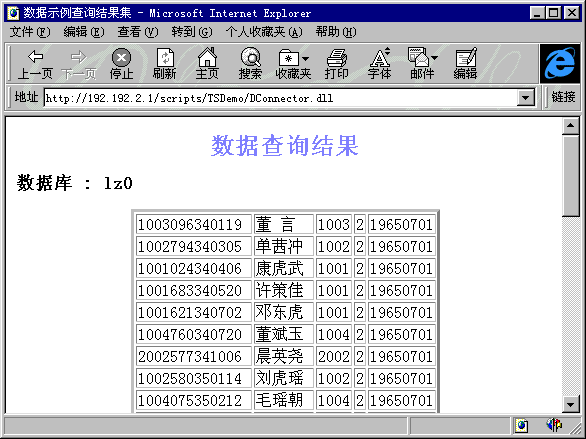 数据示例查询结果集 - Microsoft Internet Explorer
文件(F) 编辑(E) 查看(V) 转到(G) 个人收藏夹(A) 帮助(H)
上一页 下一页 停止 刷新 主页 搜索 收藏夹 打印 字体 邮件 编辑
地址 http://192.192.2.1/scripts/TSDemo/DConnector.dll 链接
数据查询结果
数据库 : lz0
1003096340119 董 言 1003 2 19650701
1002794340305 单茜冲 1002 2 19650701
1001024340406 康虎武 1001 2 19650701
1001683340520 许策佳 1001 2 19650701
1001621340702 邓东虎 1001 2 19650701
1004760340720 董斌玉 1004 2 19650701
2002577341006 晨英尧 2002 2 19650701
1002580350114 刘虎瑶 1002 2 19650701
1004075350212 毛瑶朝 1004 2 19650701